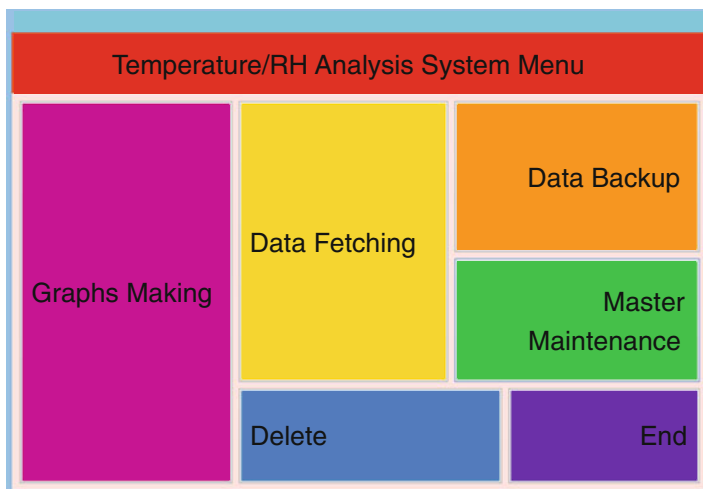 Temperature/RH Analysis System Menu
Graphs Making
Data Fetching
Data Backup
Master
Maintenance
Delete
End